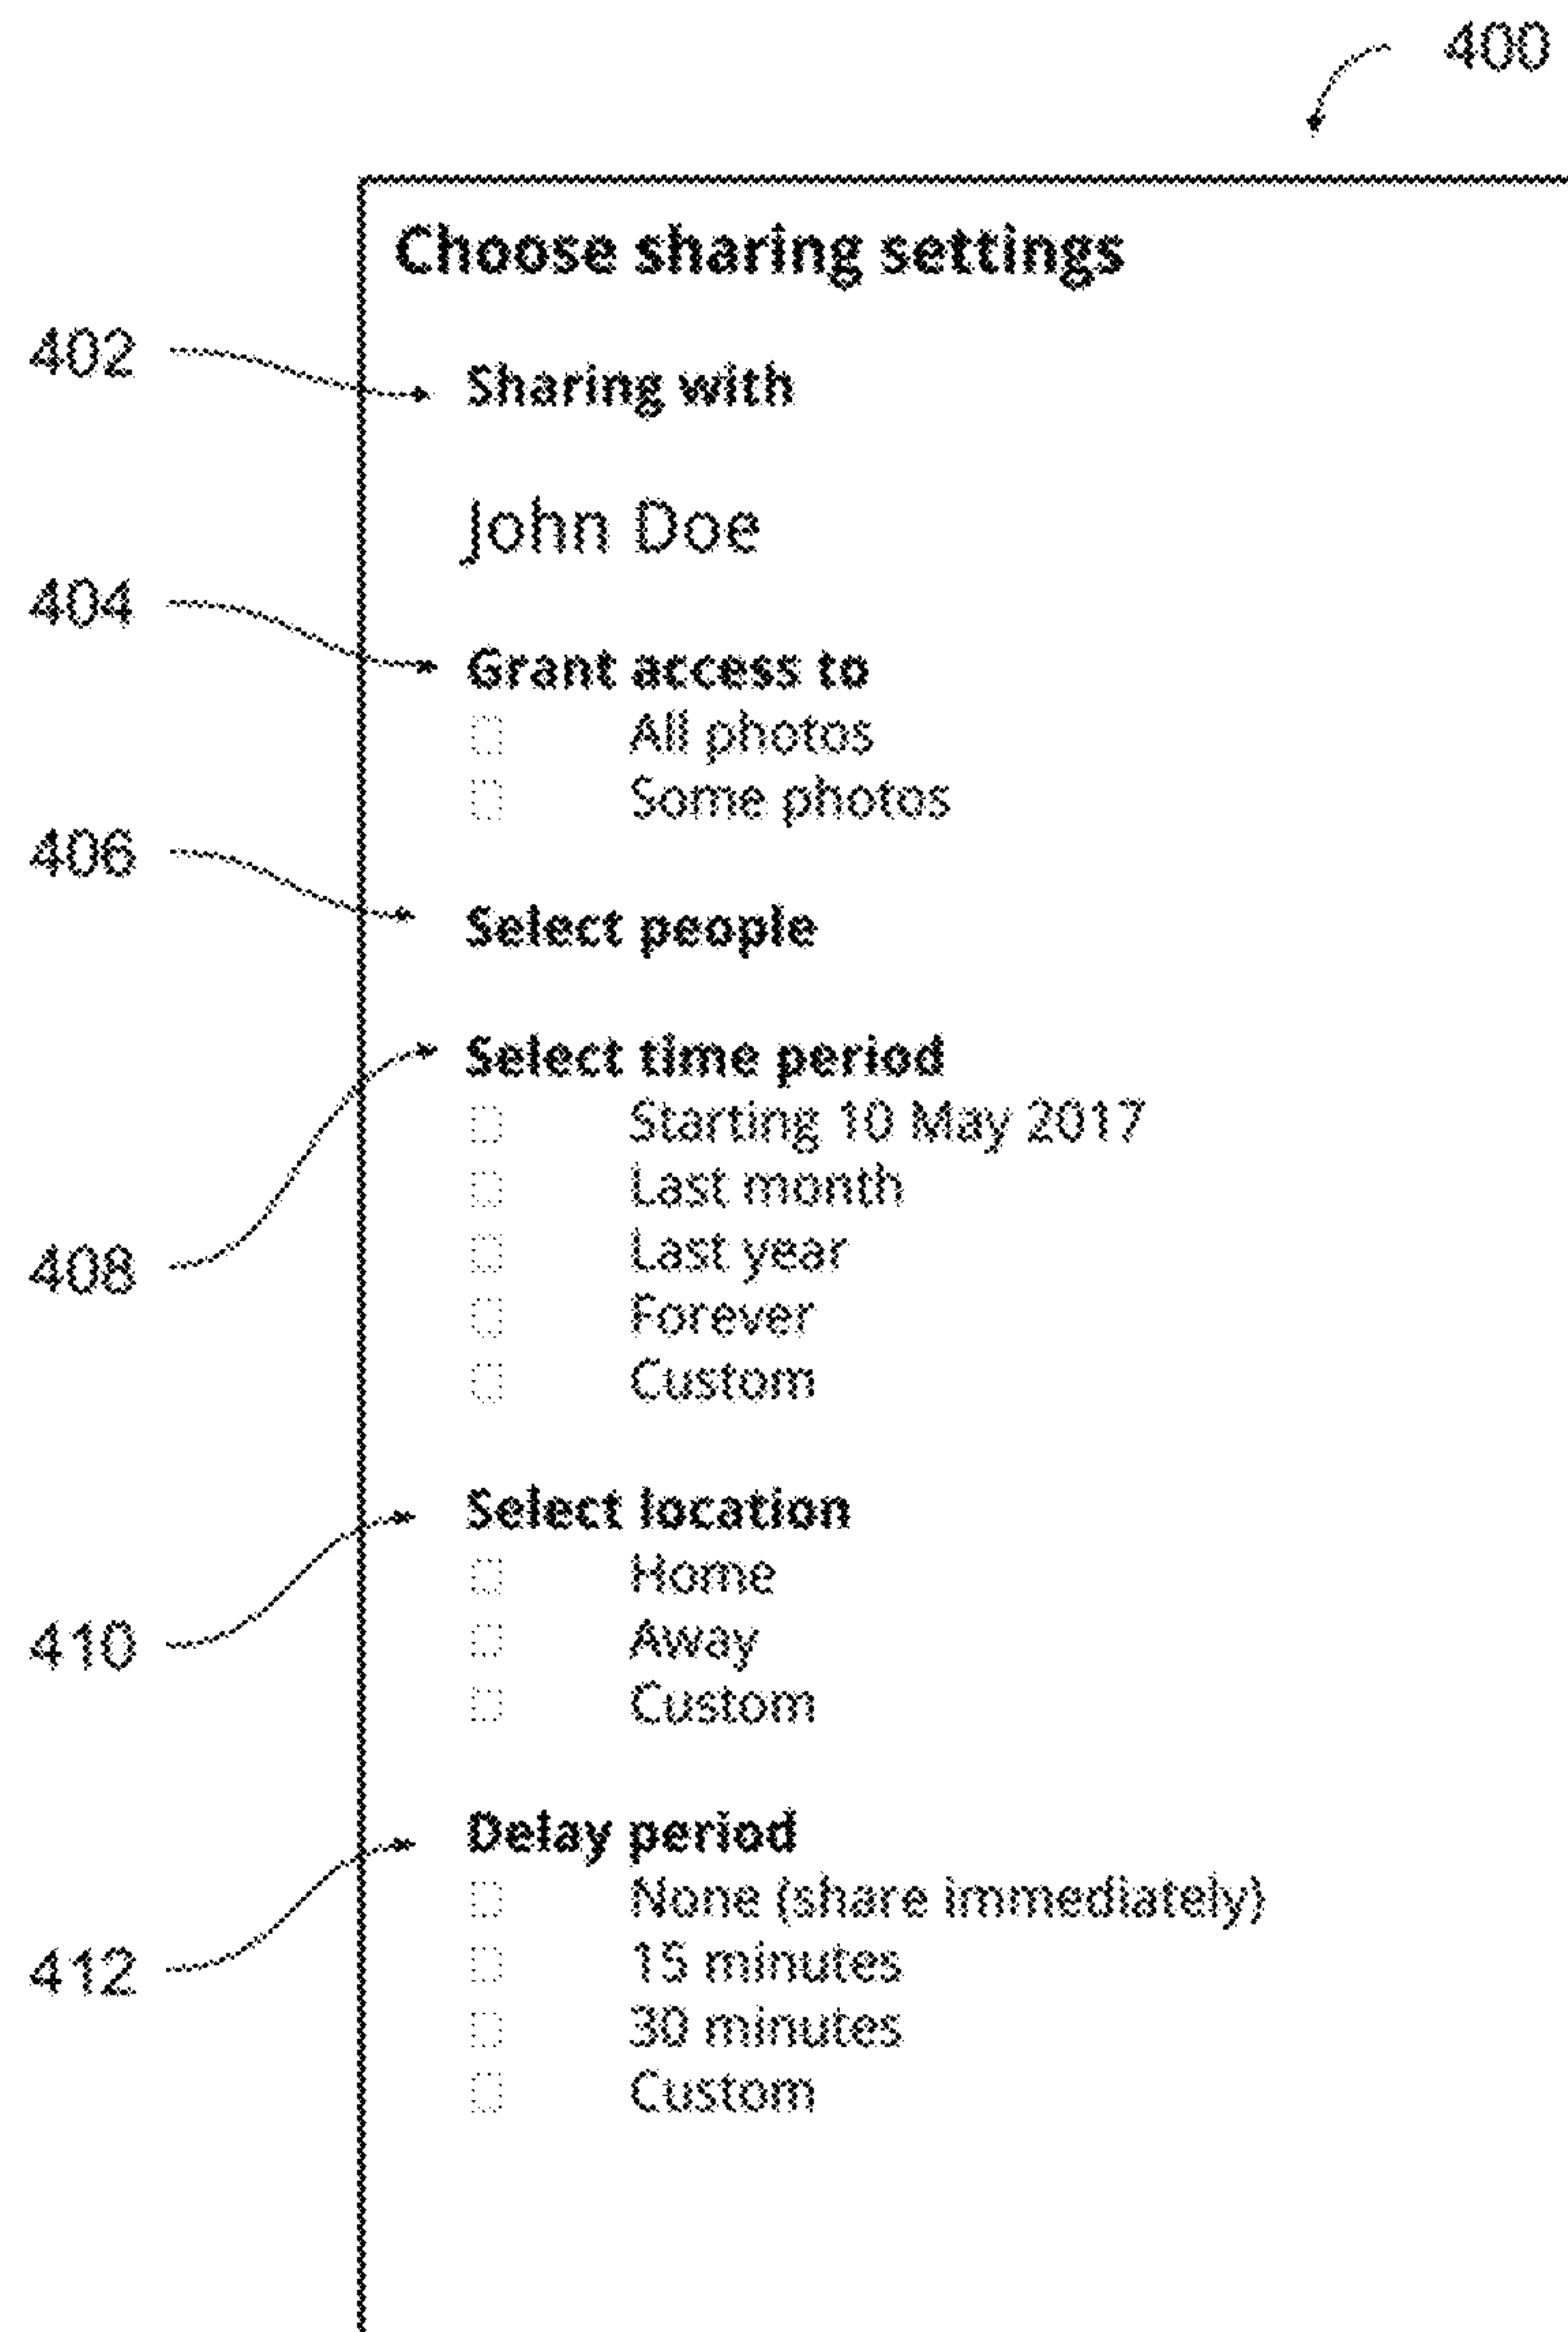 400
Choose sharing settings
402
Sharing with
John Doe
404
Grant access to
All photos
Some photos
406
Select people
Select time period
Starting 10 May 2017
Last month
Last year
408
Forever
Custom
Select location
Home
410
Away
Custom
Delay period
None (share immediately)
412
15 minutes
30 minutes
Custom